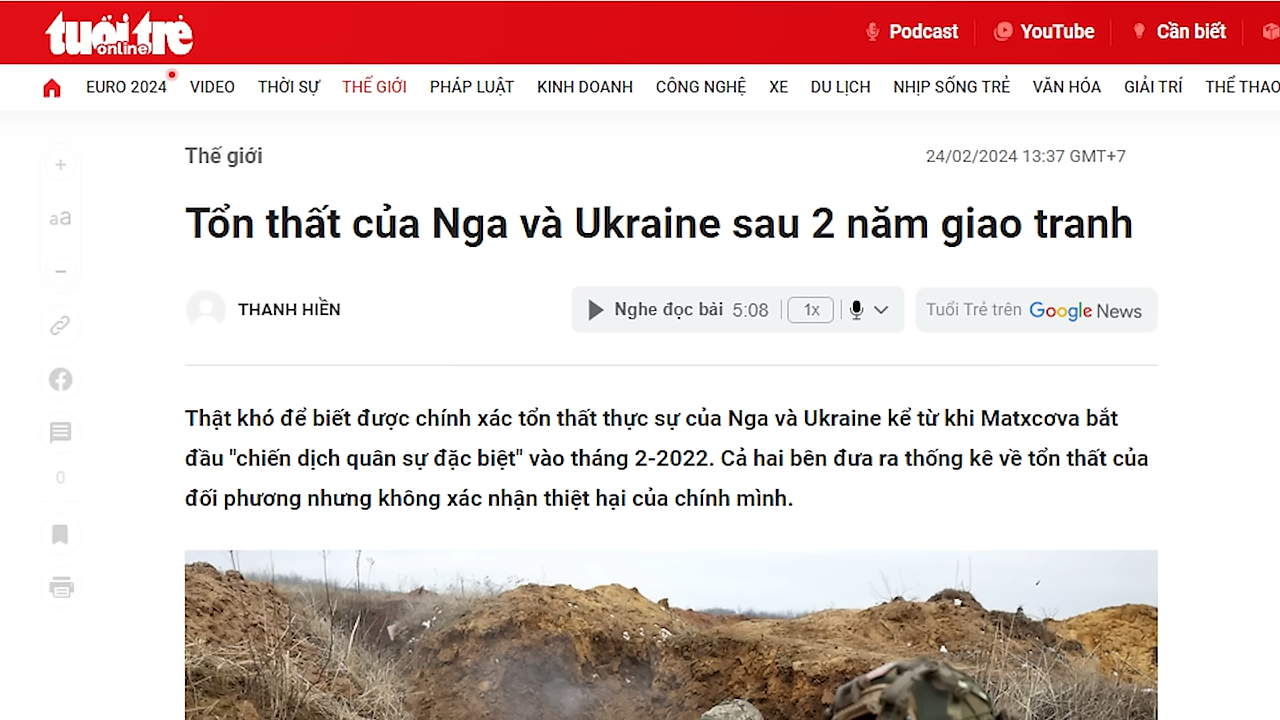 tuổi trẻ
online
Podcast
YouTube
Cần biết
EURO 2024
VIDEO
THỜI SỰ
THẾ GIỚI
PHÁP LUẬT
KINH DOANH
CÔNG NGHỆ
XE
DU LỊCH
NHỊP SỐNG TRẺ
VĂN HÓA
GIẢI TRÍ
THỂ THAO
Thế giới
24/02/2024 13:37 GMT+7
+
aa
−
0
Tổn thất của Nga và Ukraine sau 2 năm giao tranh
THANH HIỀN
Nghe đọc bài 5:08
1x
Tuổi Trẻ trên Google News
Thật khó để biết được chính xác tổn thất thực sự của Nga và Ukraine kể từ khi Matxcơva bắt
đầu "chiến dịch quân sự đặc biệt" vào tháng 2-2022. Cả hai bên đưa ra thống kê về tổn thất của
đối phương nhưng không xác nhận thiệt hại của chính mình.